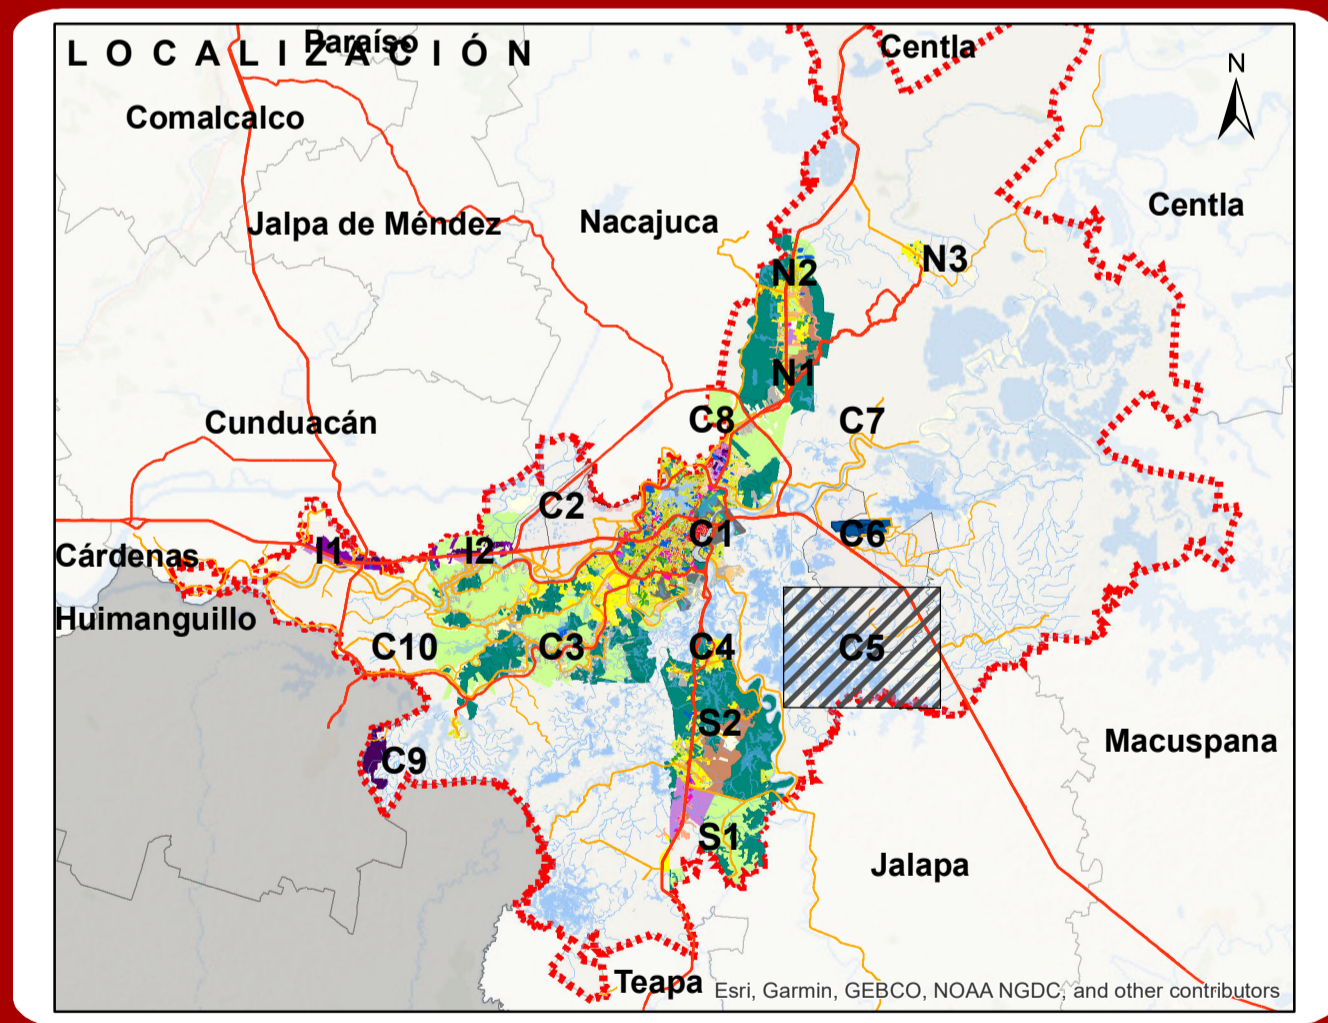 Paraíso
LOCALIZACIÓN
Centla
N
Comalcalco
Centla
Jalpa de Méndez
Nacajuca
N3
N2
N1
Cunduacán
C8
C7
C2
C1
C6
Cárdenas
I1
I2
Huimanguillo
C10
C3
C4
C5
S2
Macuspana
C9
S1
Jalapa
Teapa
Esri, Garmin, GEBCO, NOAA NGDC, and other contributors